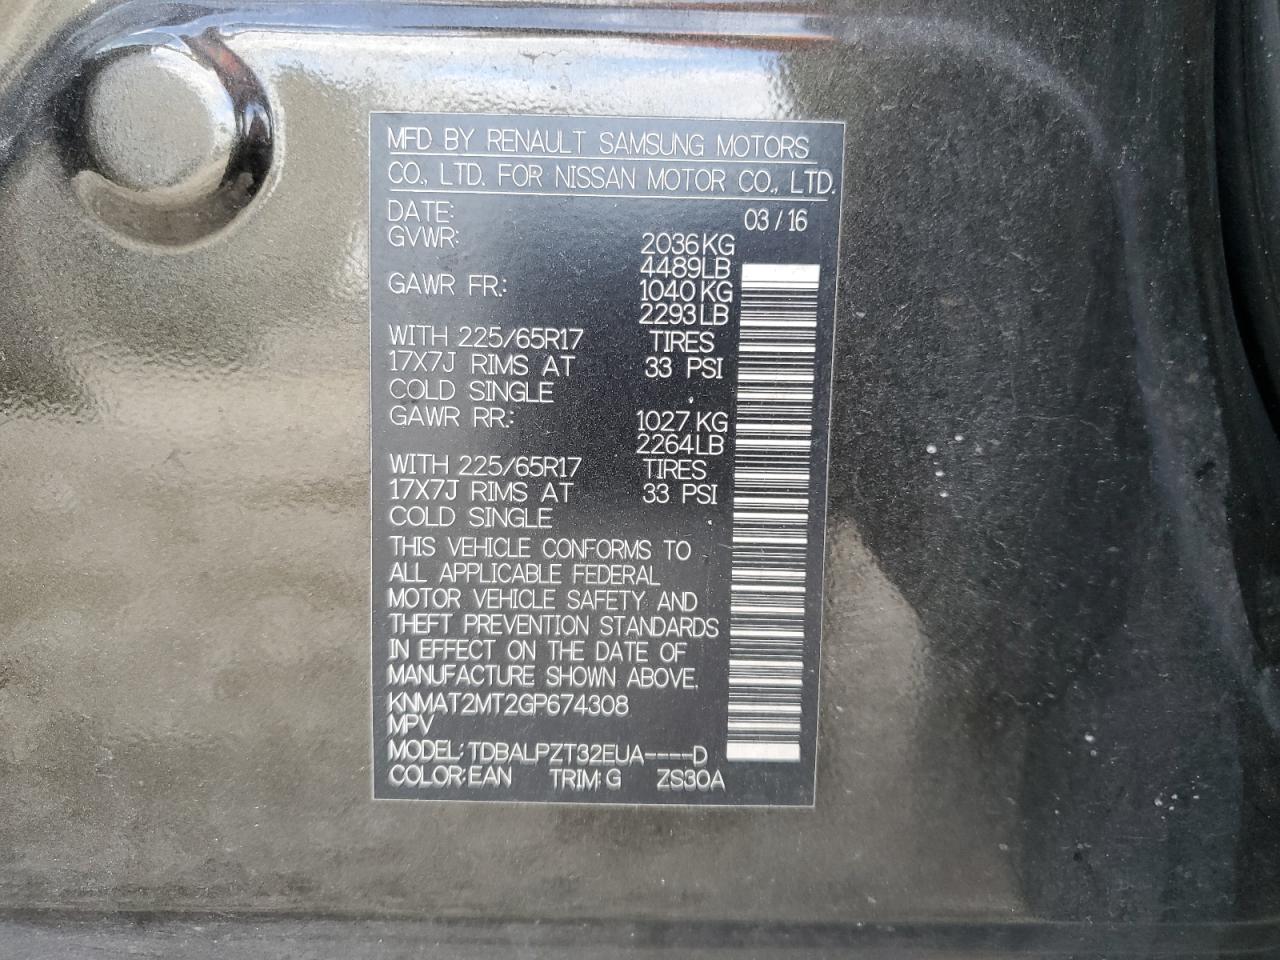 MFD BY RENAULT SAMSUNG MOTORS
CO., LTD. FOR NISSAN MOTOR CO., LTD.
DATE: 03 / 16
GVWR: 2036KG
4489LB
GAWR FR.: 1040KG
2293LB
WITH 225/65R17 TIRES
17X7J RIMS AT 33 PSI
COLD SINGLE
GAWR RR.: 1027KG
2264LB
WITH 225/65R17 TIRES
17X7J RIMS AT 33 PSI
COLD SINGLE
THIS VEHICLE CONFORMS TO
ALL APPLICABLE FEDERAL
MOTOR VEHICLE SAFETY AND
THEFT PREVENTION STANDARDS
IN EFFECT ON THE DATE OF
MANUFACTURE SHOWN ABOVE.
KNMAT2MT2GP674308
MPV
MODEL: TDBALPZT32EUA----D
COLOR: EAN TRIM: G ZS30A